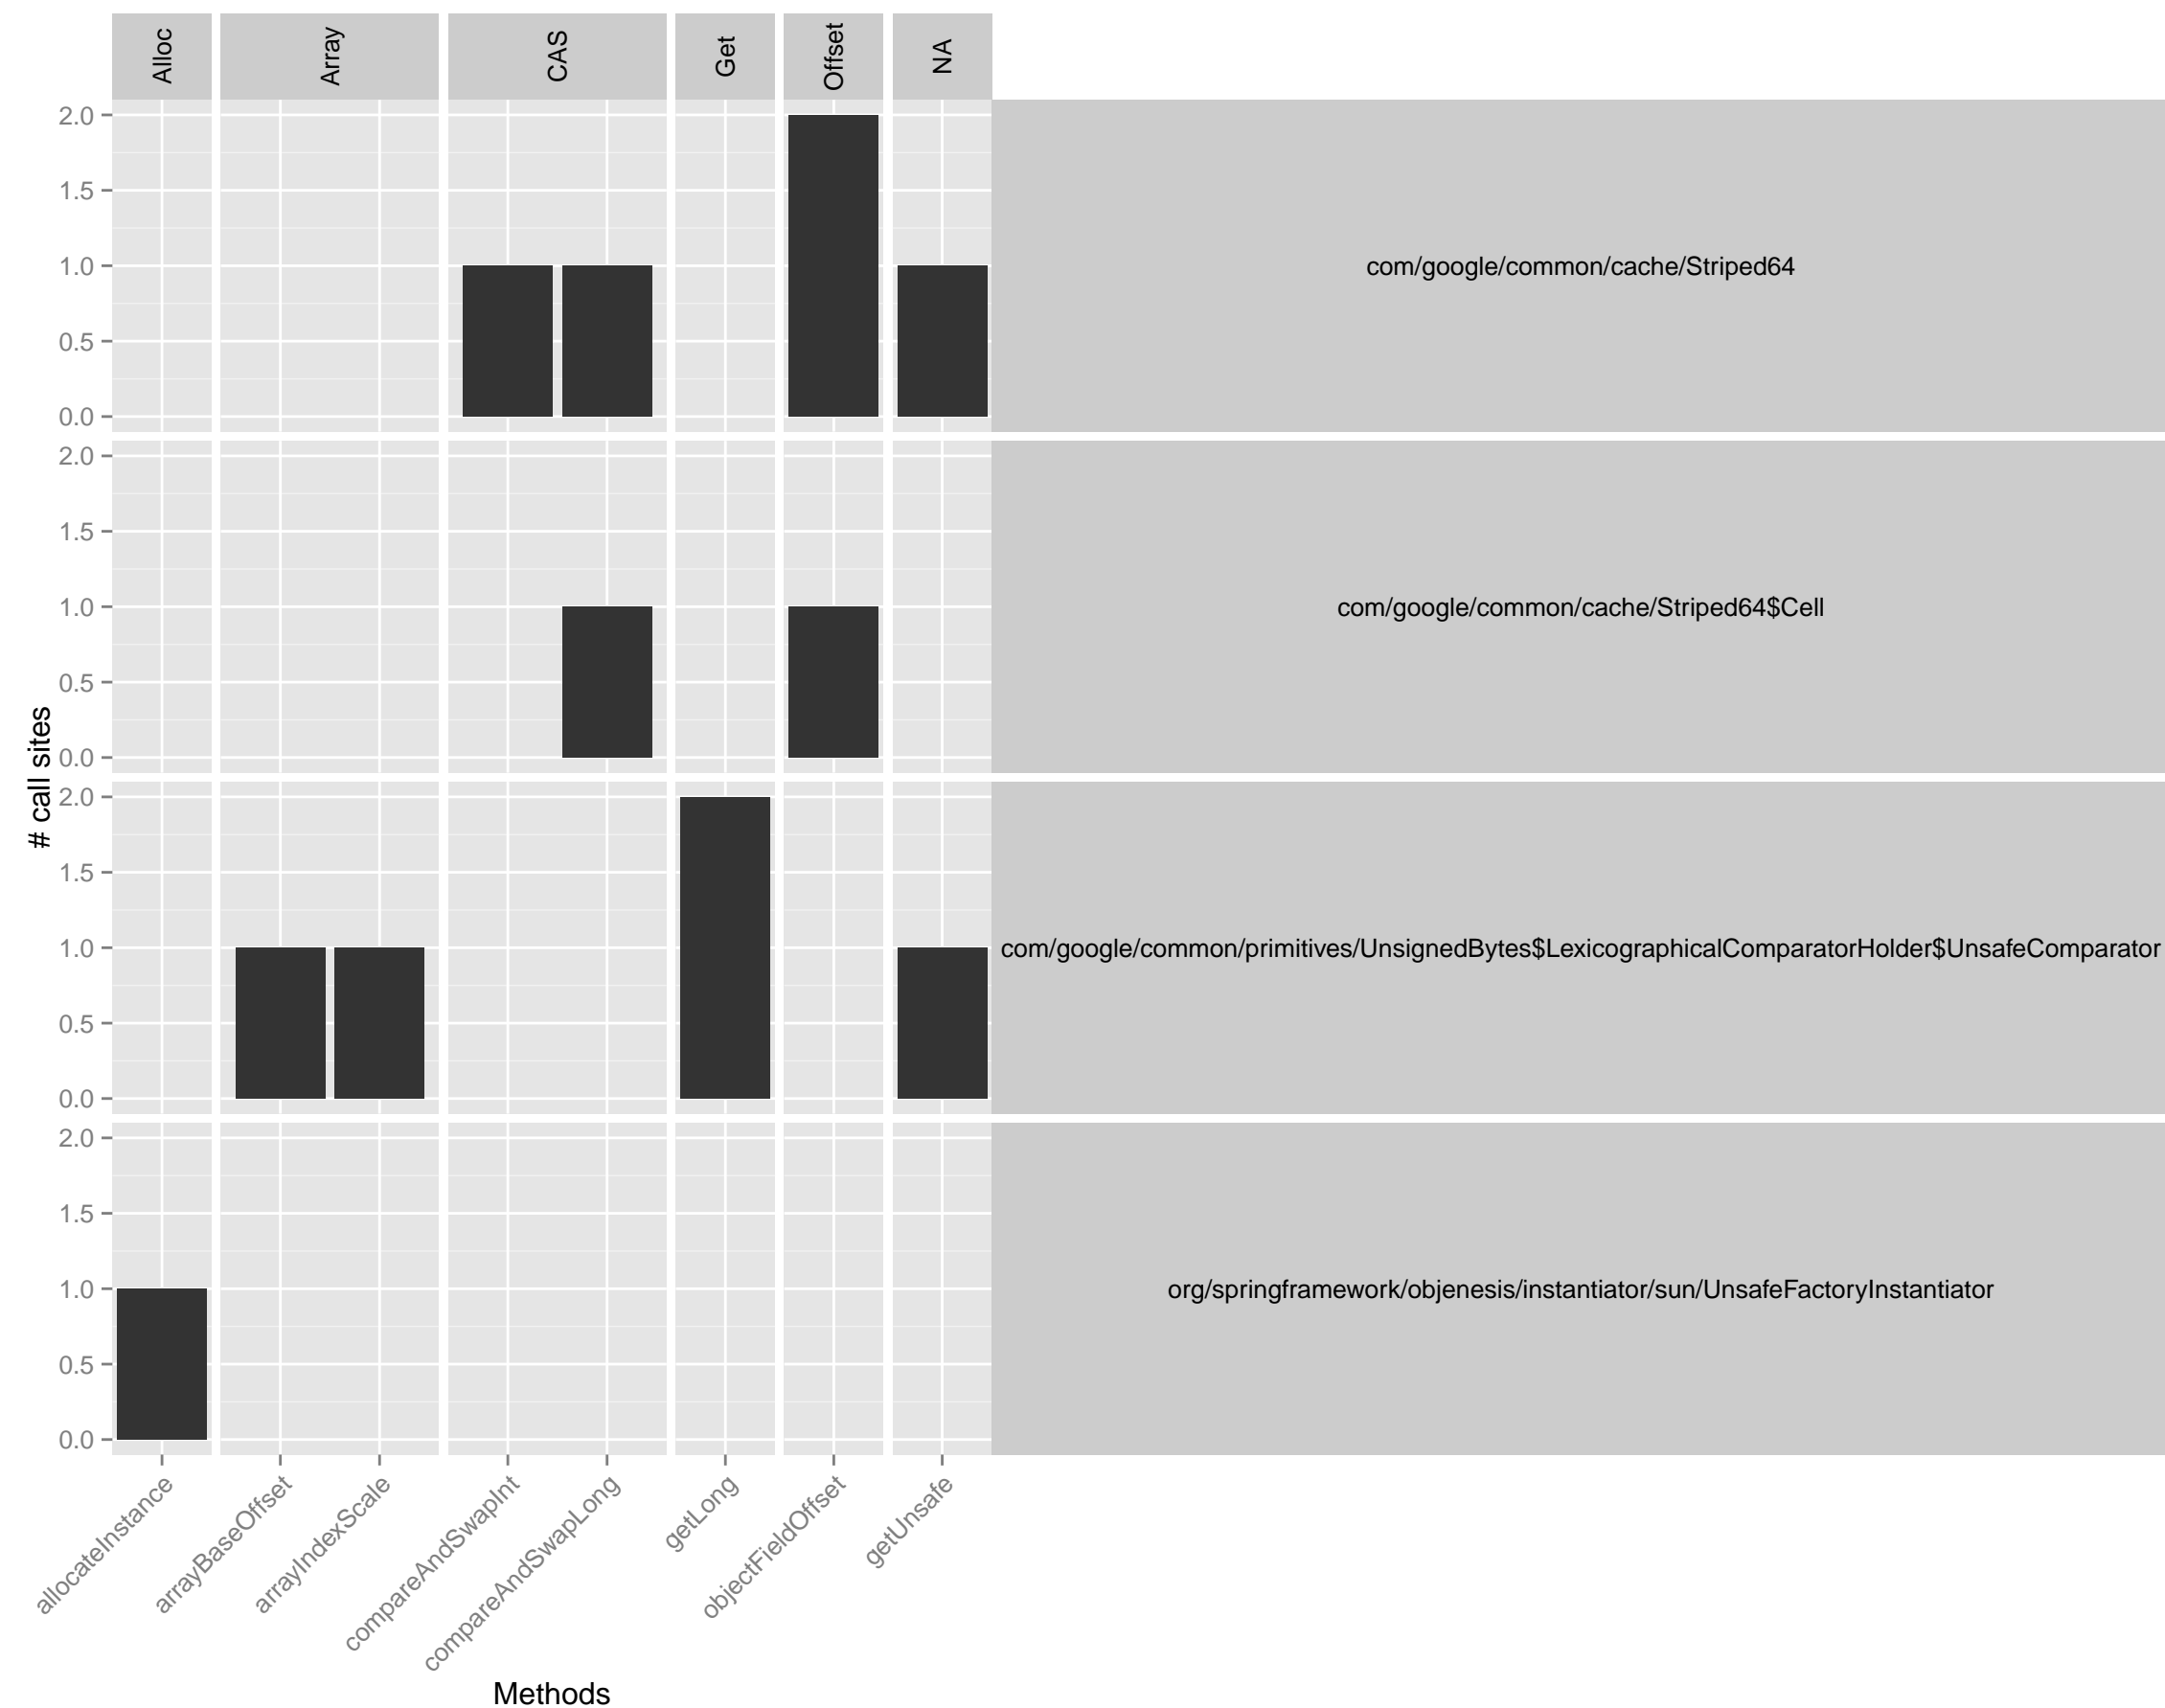 Alloc
Array
CAS
Get
Offset
NA
2.0
1.5
1.0
0.5
0.0
com/google/common/cache/Striped64
2.0
1.5
1.0
0.5
0.0
com/google/common/cache/Striped64$Cell
# call sites
2.0
1.5
1.0
0.5
0.0
com/google/common/primitives/UnsignedBytes$LexicographicalComparatorHolder$UnsafeComparator
2.0
1.5
1.0
0.5
0.0
org/springframework/objenesis/instantiator/sun/UnsafeFactoryInstantiator
allocateInstance
arrayBaseOffset
arrayIndexScale
compareAndSwapInt
compareAndSwapLong
getLong
objectFieldOffset
getUnsafe
Methods